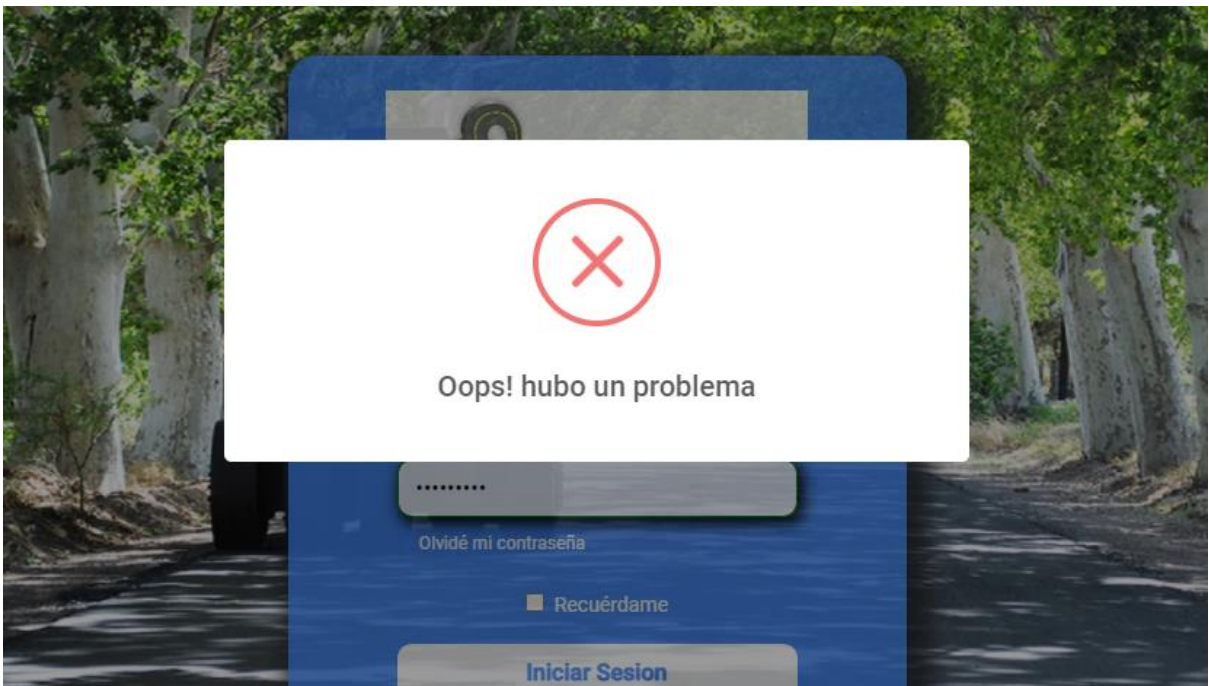 Oops! hubo un problema
•••••••••
Olvidé mi contraseña
Recuérdame
Iniciar Sesion